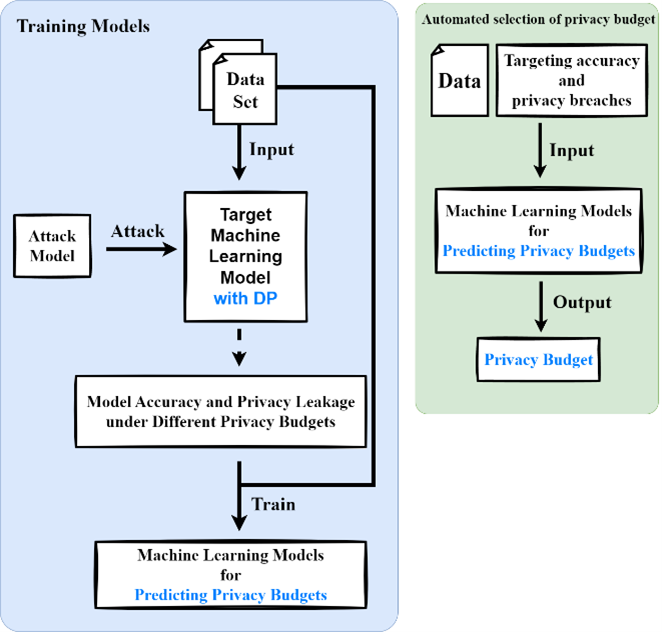 Training Models
Data
Set
Input
Attack
Model
Attack
Target
Machine
Learning
Model
with DP
Model Accuracy and Privacy Leakage
under Different Privacy Budgets
Train
Machine Learning Models
for
Predicting Privacy Budgets
Automated selection of privacy budget
Data
Targeting accuracy
and
privacy breaches
Input
Machine Learning Models
for
Predicting Privacy Budgets
Output
Privacy Budget